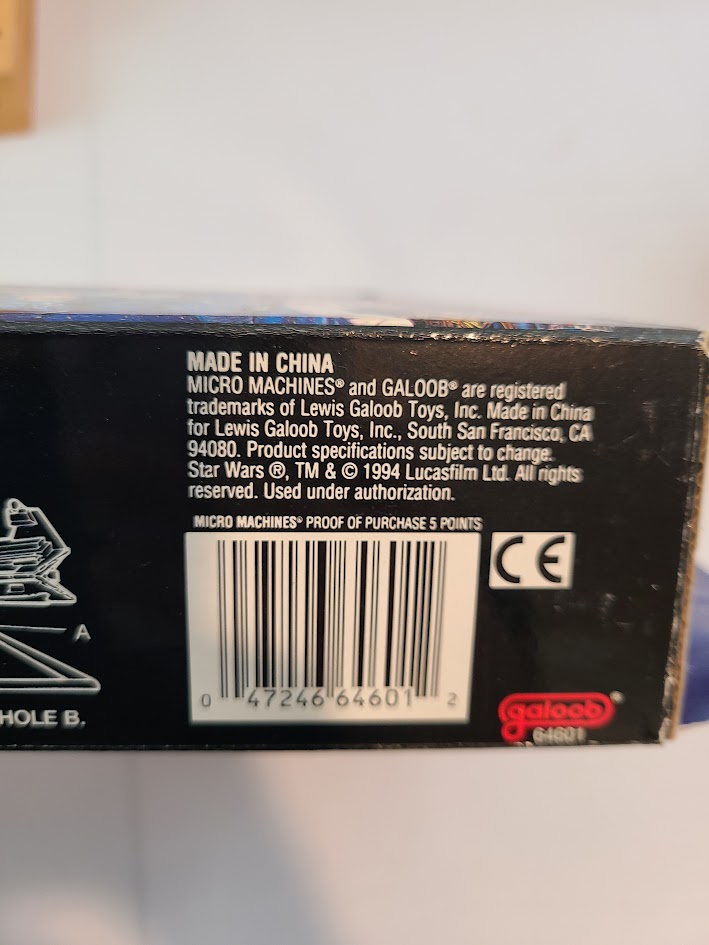 MADE IN CHINA
MICRO MACHINES® and GALOOB® are registered
trademarks of Lewis Galoob Toys, Inc. Made in China
for Lewis Galoob Toys, Inc., South San Francisco, CA
94080. Product specifications subject to change.
Star Wars ®, TM & © 1994 Lucasfilm Ltd. All rights
reserved. Used under authorization.
MICRO MACHINES® PROOF OF PURCHASE 5 POINTS
CE
A
0 47246 64601 2
HOLE B.
galoob®
64601